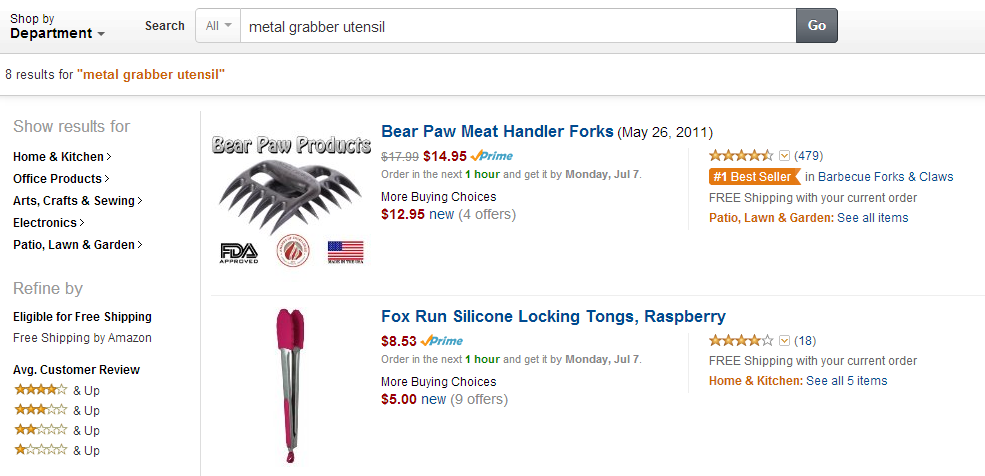 Shop by
Department
Search
All
metal grabber utensil
Go
8 results for "metal grabber utensil"
Show results for
Home & Kitchen
Office Products
Arts, Crafts & Sewing
Electronics
Patio, Lawn & Garden
Refine by
Eligible for Free Shipping
Free Shipping by Amazon
Avg. Customer Review
& Up
& Up
& Up
& Up
Bear Paw Products
FDA
APPROVED
MADE IN THE USA
Bear Paw Meat Handler Forks (May 26, 2011)
$17.99 $14.95 Prime
Order in the next 1 hour and get it by Monday, Jul 7.
More Buying Choices
$12.95 new (4 offers)
(479)
#1 Best Seller in Barbecue Forks & Claws
FREE Shipping with your current order
Patio, Lawn & Garden: See all items
Fox Run Silicone Locking Tongs, Raspberry
$8.53 Prime
Order in the next 1 hour and get it by Monday, Jul 7.
More Buying Choices
$5.00 new (9 offers)
(18)
FREE Shipping with your current order
Home & Kitchen: See all 5 items